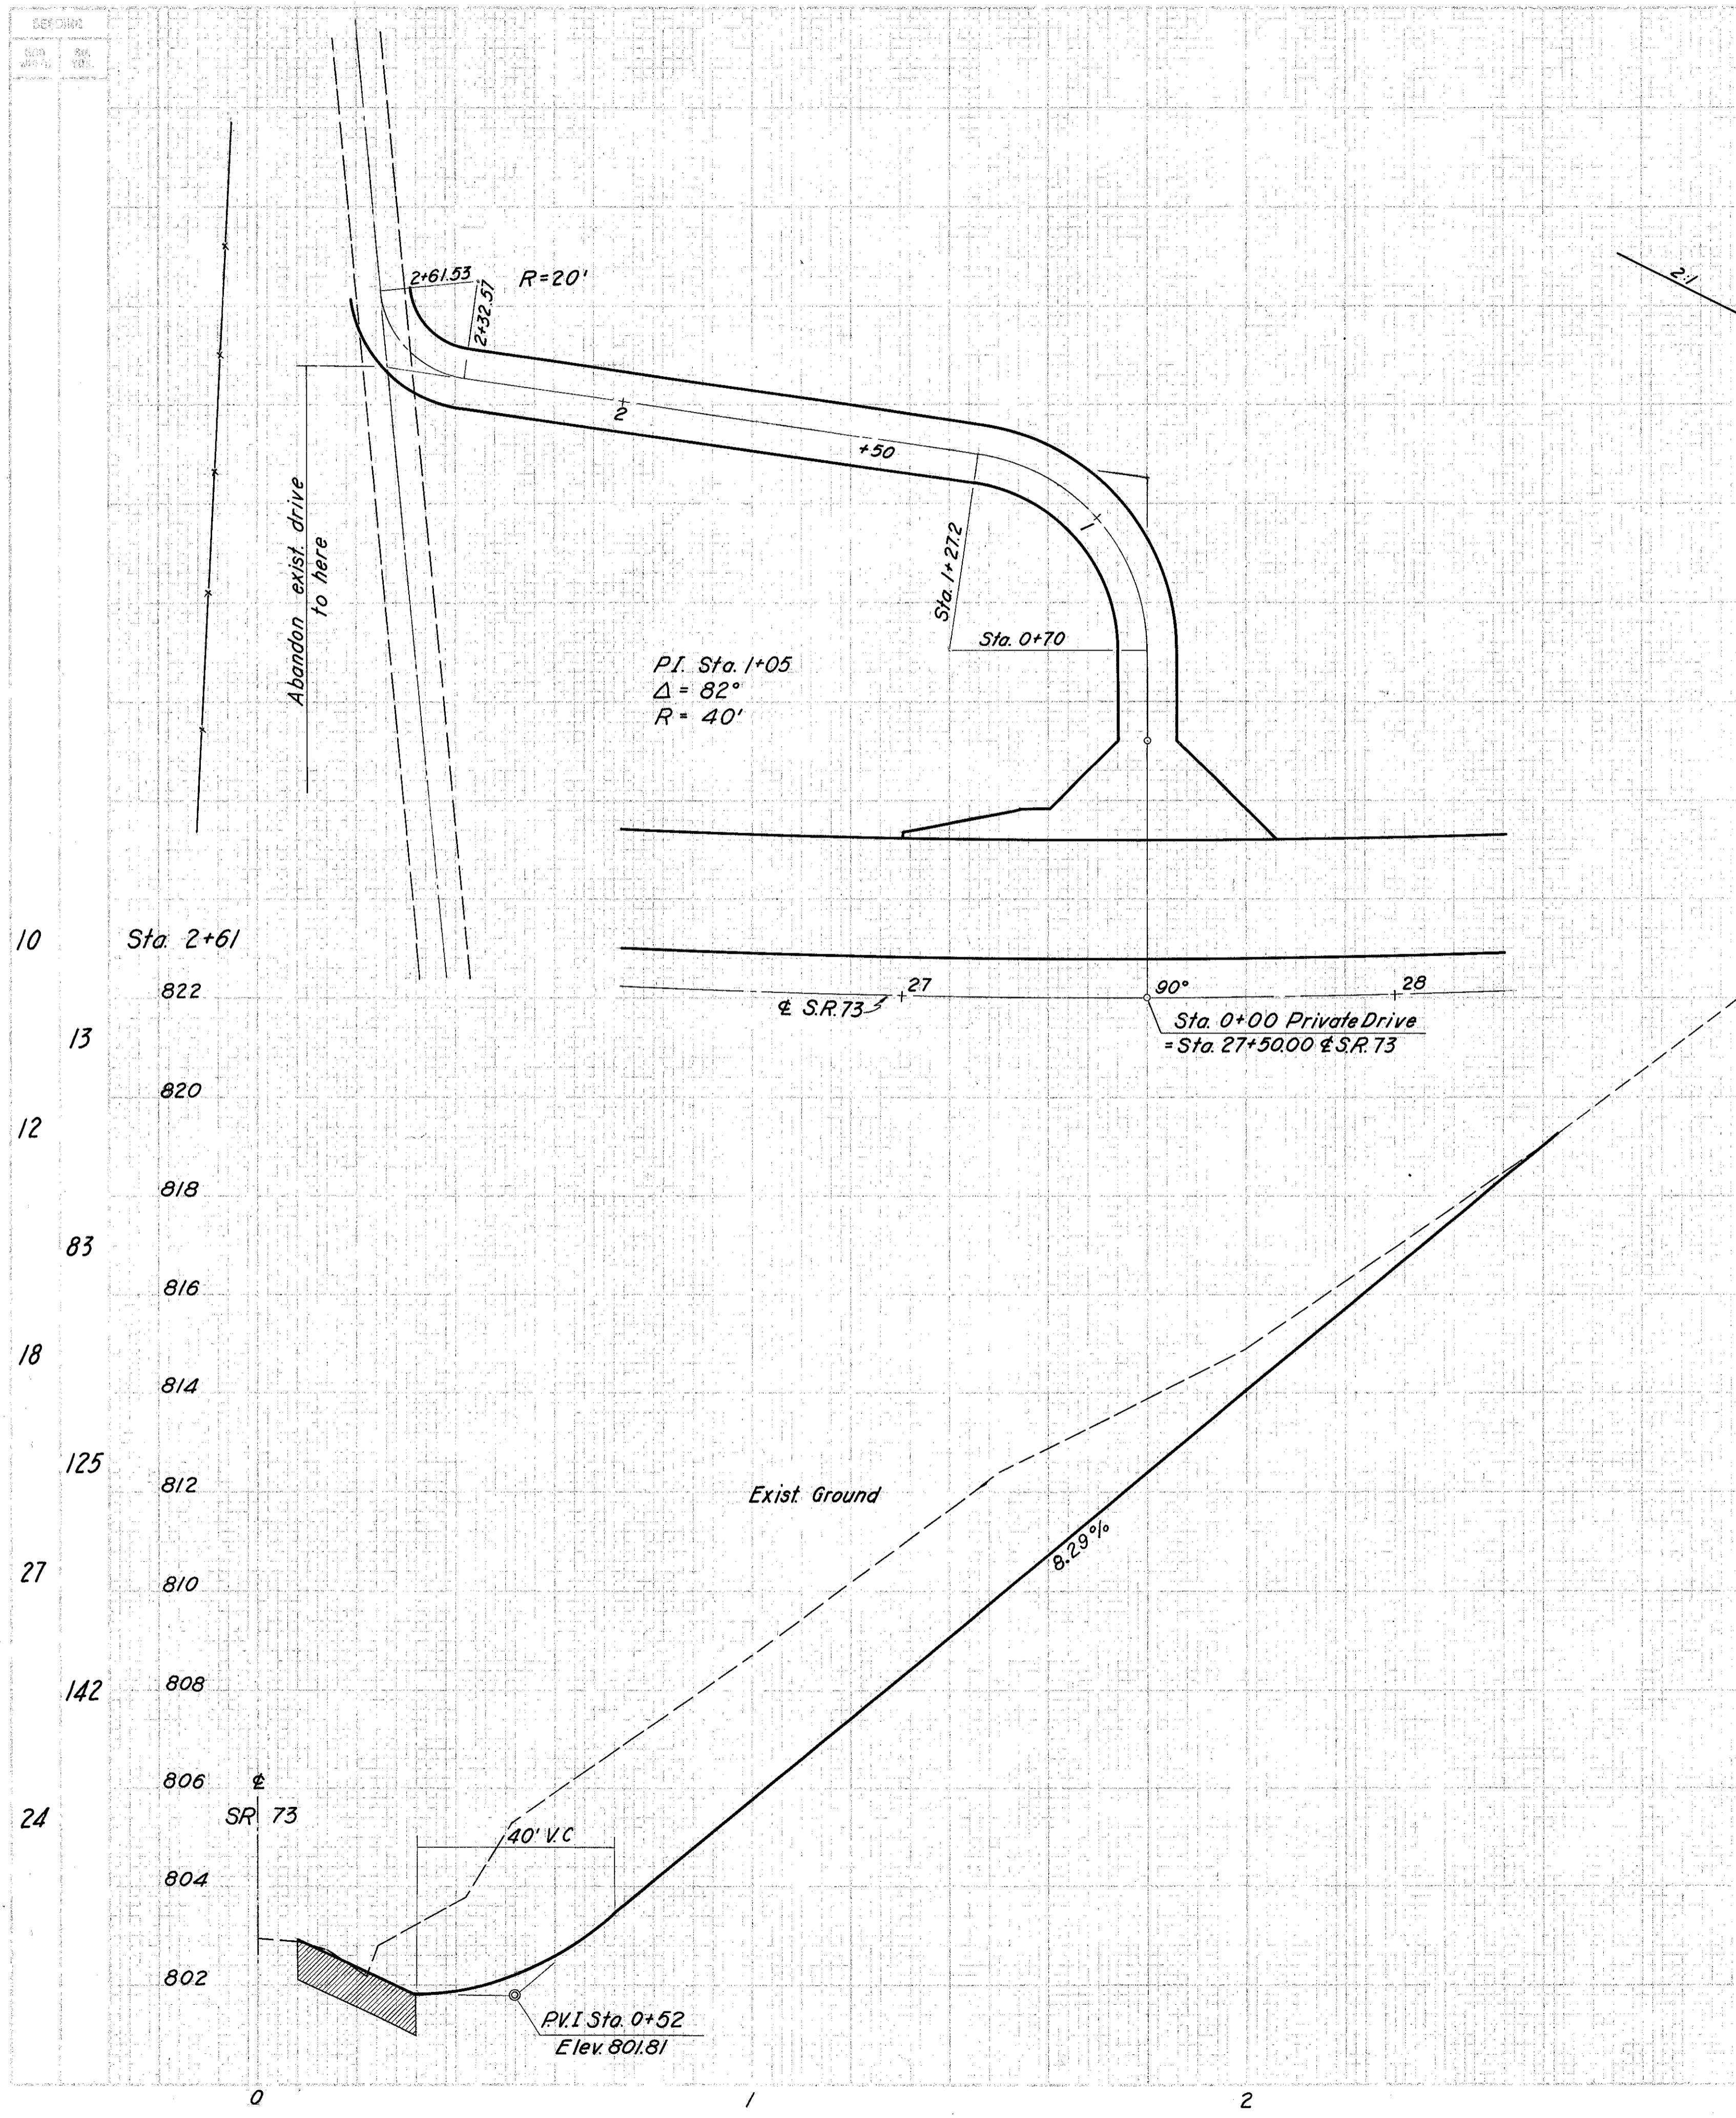 SEEDING
2+61.53
R=20'
2+32.57
2:1
2
+50
1
Abandon exist. drive
to here
Sta. 1+27.2
Sta. 0+70
P.I. Sta. 1+05
Δ = 82°
R = 40'
10
Sta. 2+61
822
27
90°
28
℄ S.R. 73
Sta. 0+00 Private Drive
= Sta. 27+50.00 ℄ S.R. 73
13
820
12
818
83
816
18
814
125
812
Exist. Ground
8.29%
27
810
142
808
806
℄
SR 73
24
40' V.C
804
802
P.V.I Sta. 0+52
Elev. 801.81
0
1
2